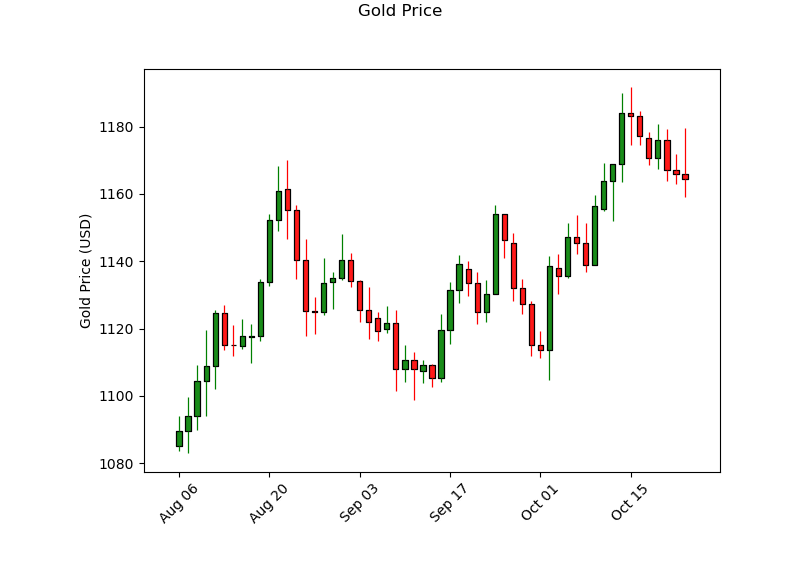 Gold Price
Gold Price (USD)
1180
1160
1140
1120
1100
1080
Aug 06
Aug 20
Sep 03
Sep 17
Oct 01
Oct 15